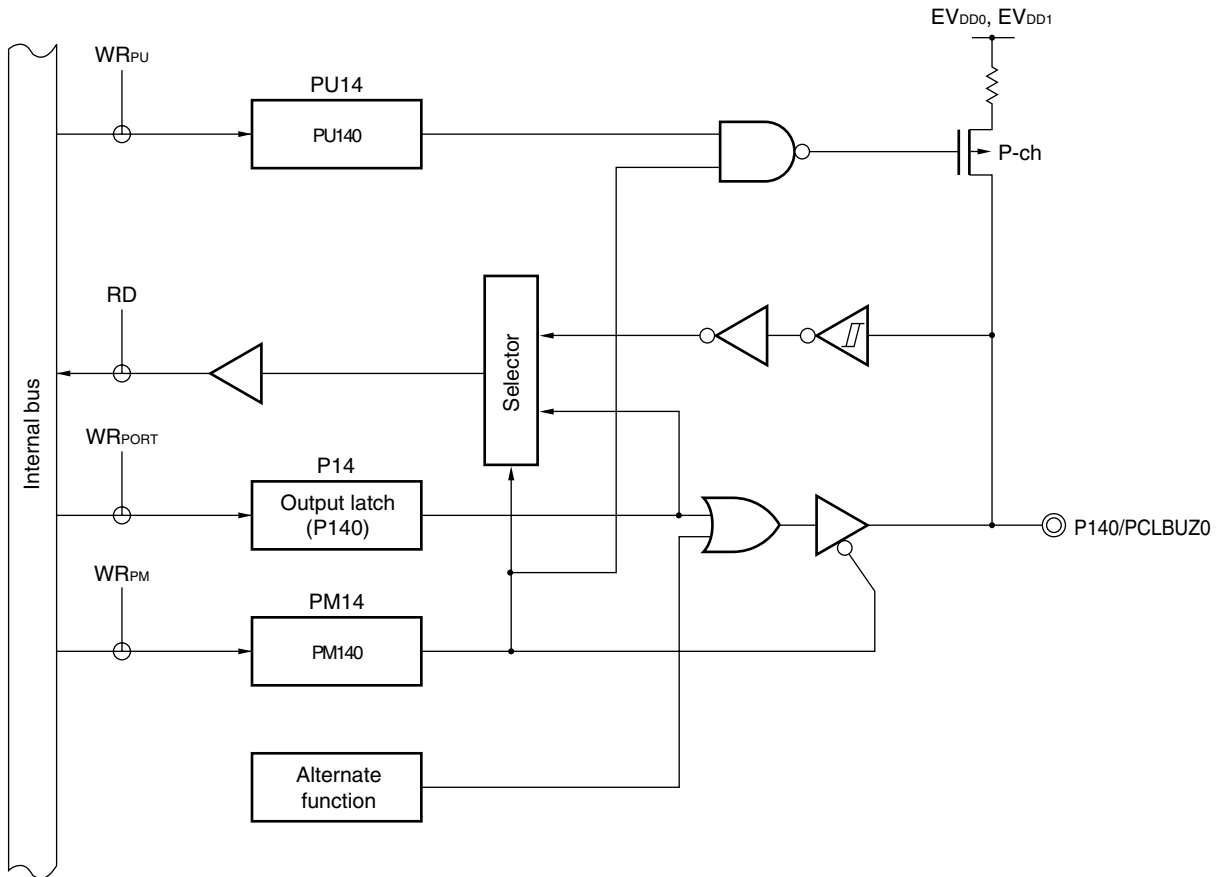 EVDD0, EVDD1
WRPU
PU14
PU140
P-ch
RD
Selector
Internal bus
WRPORT
P14
Output latch
(P140)
P140/PCLBUZ0
WRPM
PM14
PM140
Alternate
function